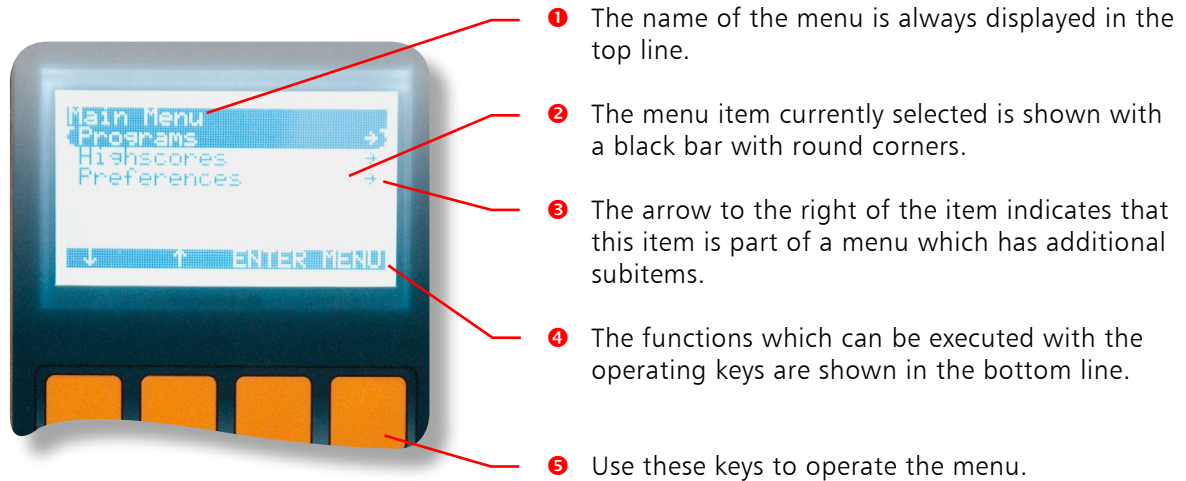 ❶ The name of the menu is always displayed in the
top line.
Main Menu
Programs →
Highscores →
Preferences →
↓ ↑ ENTER MENU
❷ The menu item currently selected is shown with
a black bar with round corners.
❸ The arrow to the right of the item indicates that
this item is part of a menu which has additional
subitems.
❹ The functions which can be executed with the
operating keys are shown in the bottom line.
❺ Use these keys to operate the menu.